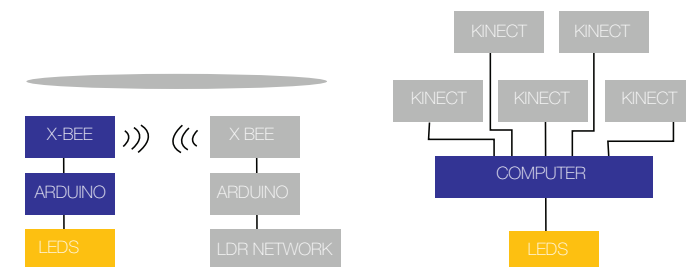 X-BEE
ARDUINO
LEDS
X BEE
ARDUINO
LDR NETWORK
KINECT
KINECT
KINECT
KINECT
KINECT
COMPUTER
LEDS